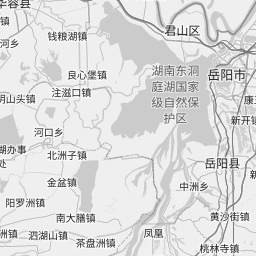 华容县
君山区
钱粮湖镇
河乡
岳阳市
湖南东洞
庭湖国家
级自然保
护区
良心堡镇
注滋口镇
明山头镇
康王
新开镇
河口乡
湖办事
处
北洲子镇
岳阳县
金盆镇
中洲乡
阳罗洲镇
南大膳镇
黄沙街镇
泗湖山镇
茶盘洲镇
凤凰
桃林寺镇